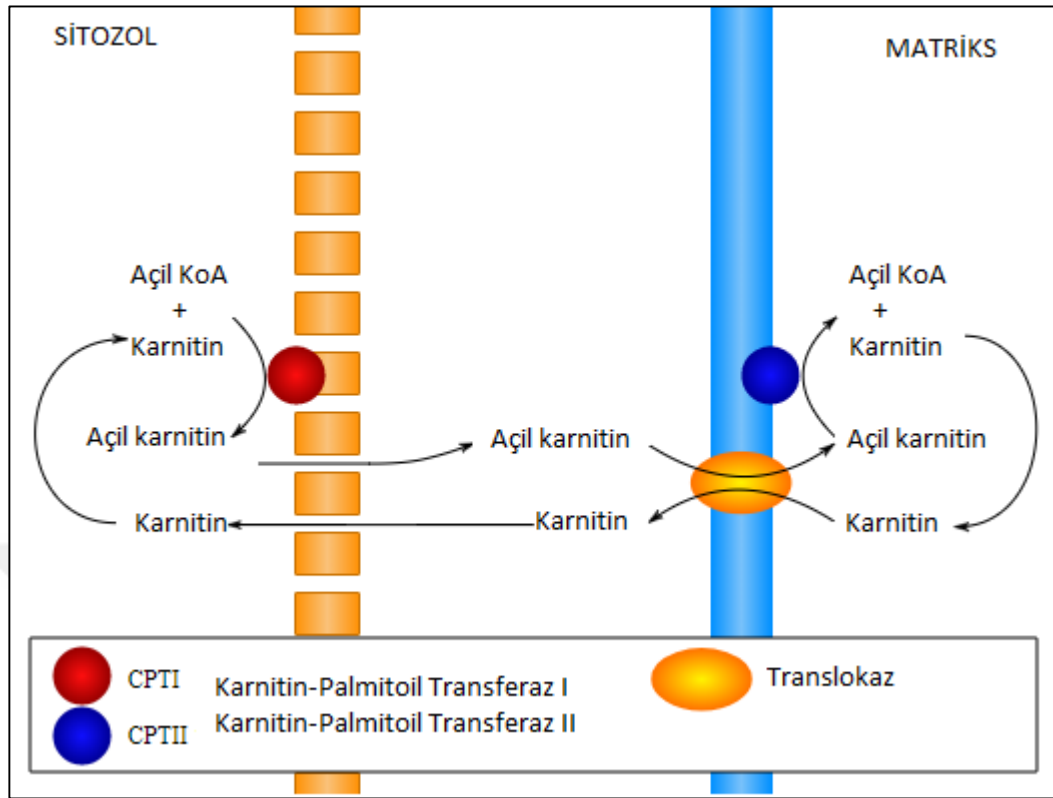 SİTOZOL
MATRİKS
Açil KoA
+
Karnitin
Açil karnitin
Karnitin
Açil karnitin
Karnitin
Açil KoA
+
Karnitin
Açil karnitin
Karnitin
CPTI
Karnitin-Palmitoil Transferaz I
CPTII
Karnitin-Palmitoil Transferaz II
Translokaz